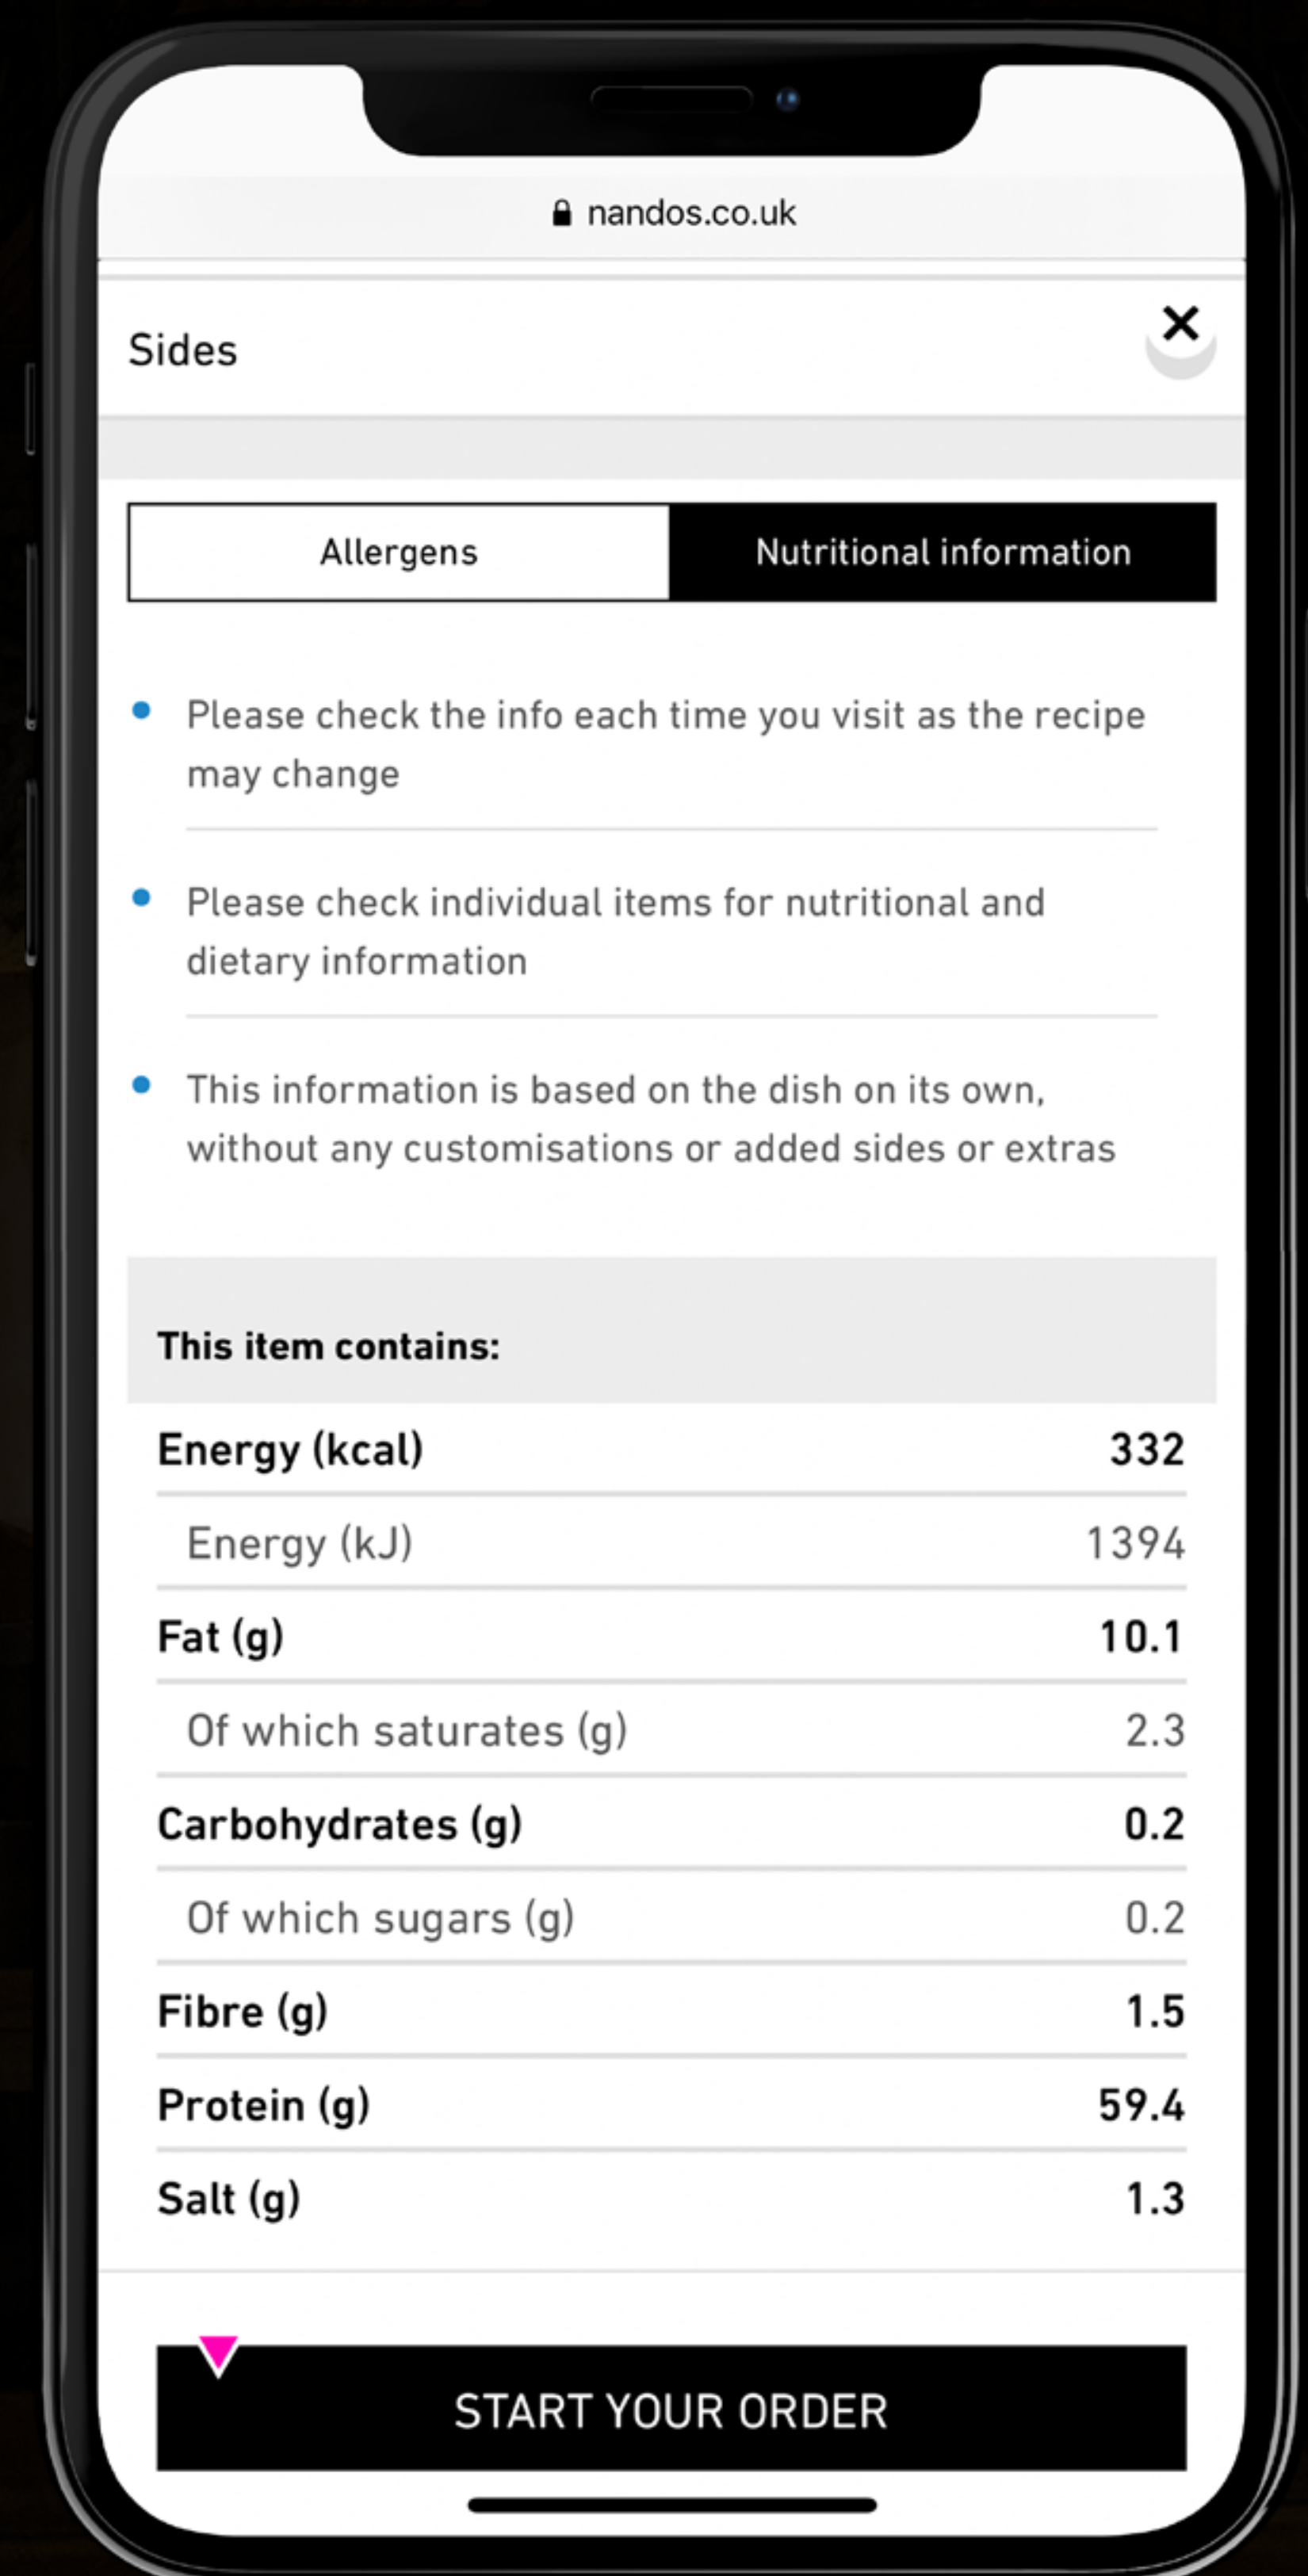 nandos.co.uk
Sides
Allergens
Nutritional information
Please check the info each time you visit as the recipe
may change
Please check individual items for nutritional and
dietary information
This information is based on the dish on its own,
without any customisations or added sides or extras
This item contains:
Energy (kcal) 332
Energy (kJ) 1394
Fat (g) 10.1
Of which saturates (g) 2.3
Carbohydrates (g) 0.2
Of which sugars (g) 0.2
Fibre (g) 1.5
Protein (g) 59.4
Salt (g) 1.3
START YOUR ORDER